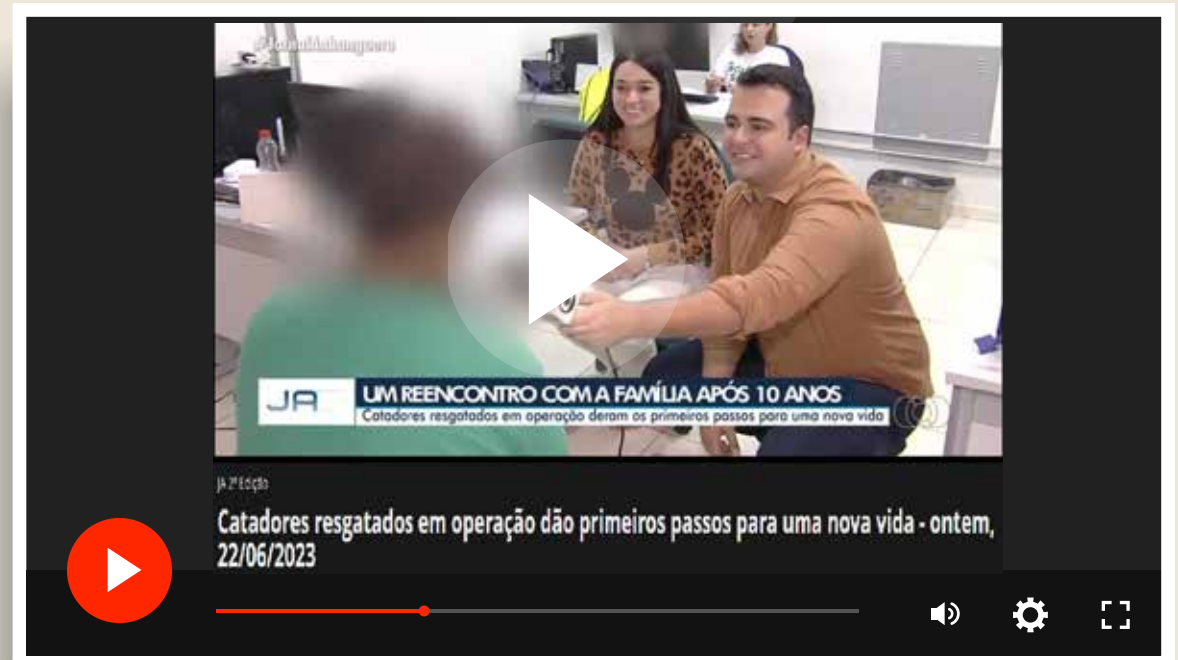 #JornalAnhanguera
JA
UM REENCONTRO COM A FAMÍLIA APÓS 10 ANOS
Catadores resgatados em operação deram os primeiros passos para uma nova vida
JA 2ª Edição
Catadores resgatados em operação dão primeiros passos para uma nova vida - ontem,
22/06/2023